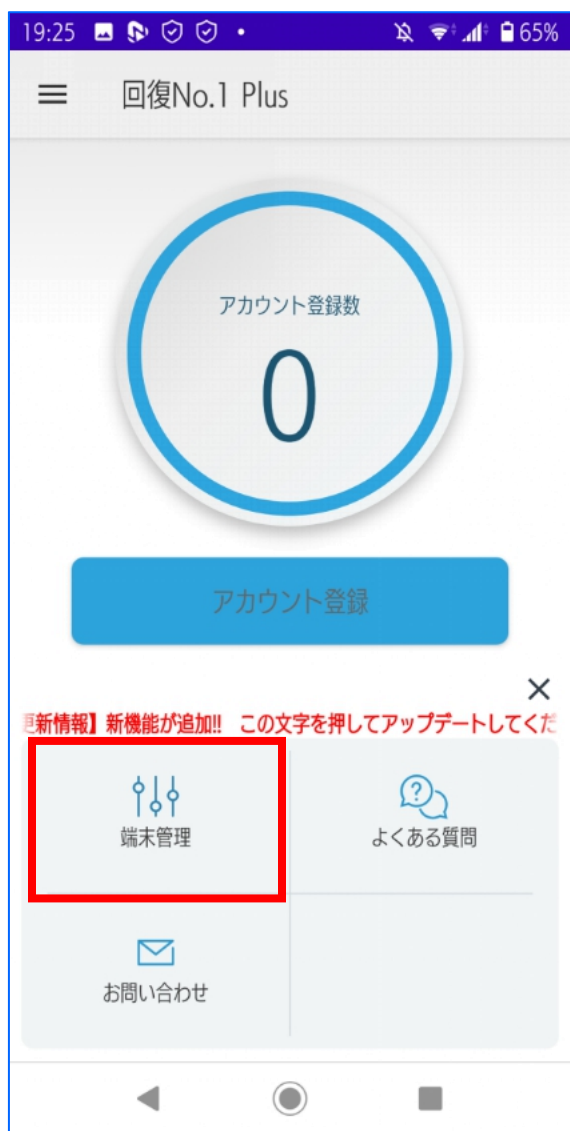 19:25 65%
回復No.1 Plus
アカウント登録数
0
アカウント登録
新情報】新機能が追加!! この文字を押してアップデートしてくだ
端末管理
よくある質問
お問い合わせ